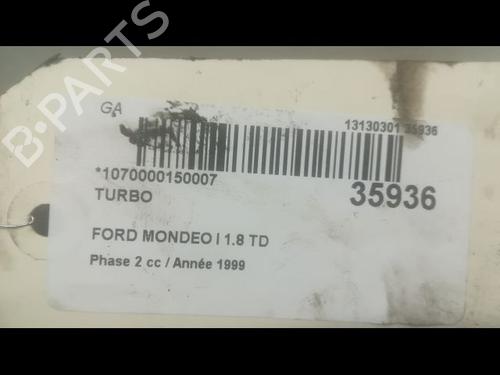 B-PARTS
GA
13130301 35936
*1070000150007
TURBO
35936
FORD MONDEO I 1.8 TD
Phase 2 cc / Année 1999